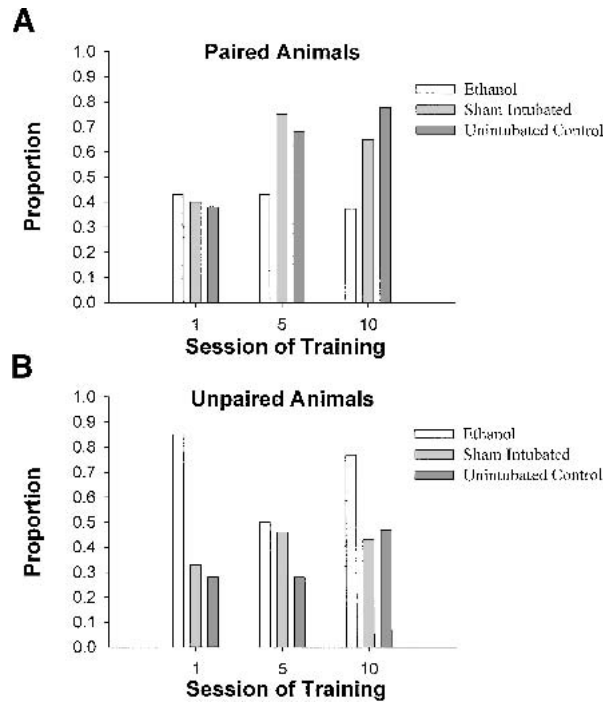 A
Paired Animals
1.0
0.9
0.8
0.7
0.6
0.5
0.4
0.3
0.2
0.1
0.0
Proportion
Ethanol
Sham Intubated
Unintubated Control
1 5 10
Session of Training
B
Unpaired Animals
1.0
0.9
0.8
0.7
0.6
0.5
0.4
0.3
0.2
0.1
0.0
Proportion
Ethanol
Sham Intubated
Unintubated Control
1 5 10
Session of Training